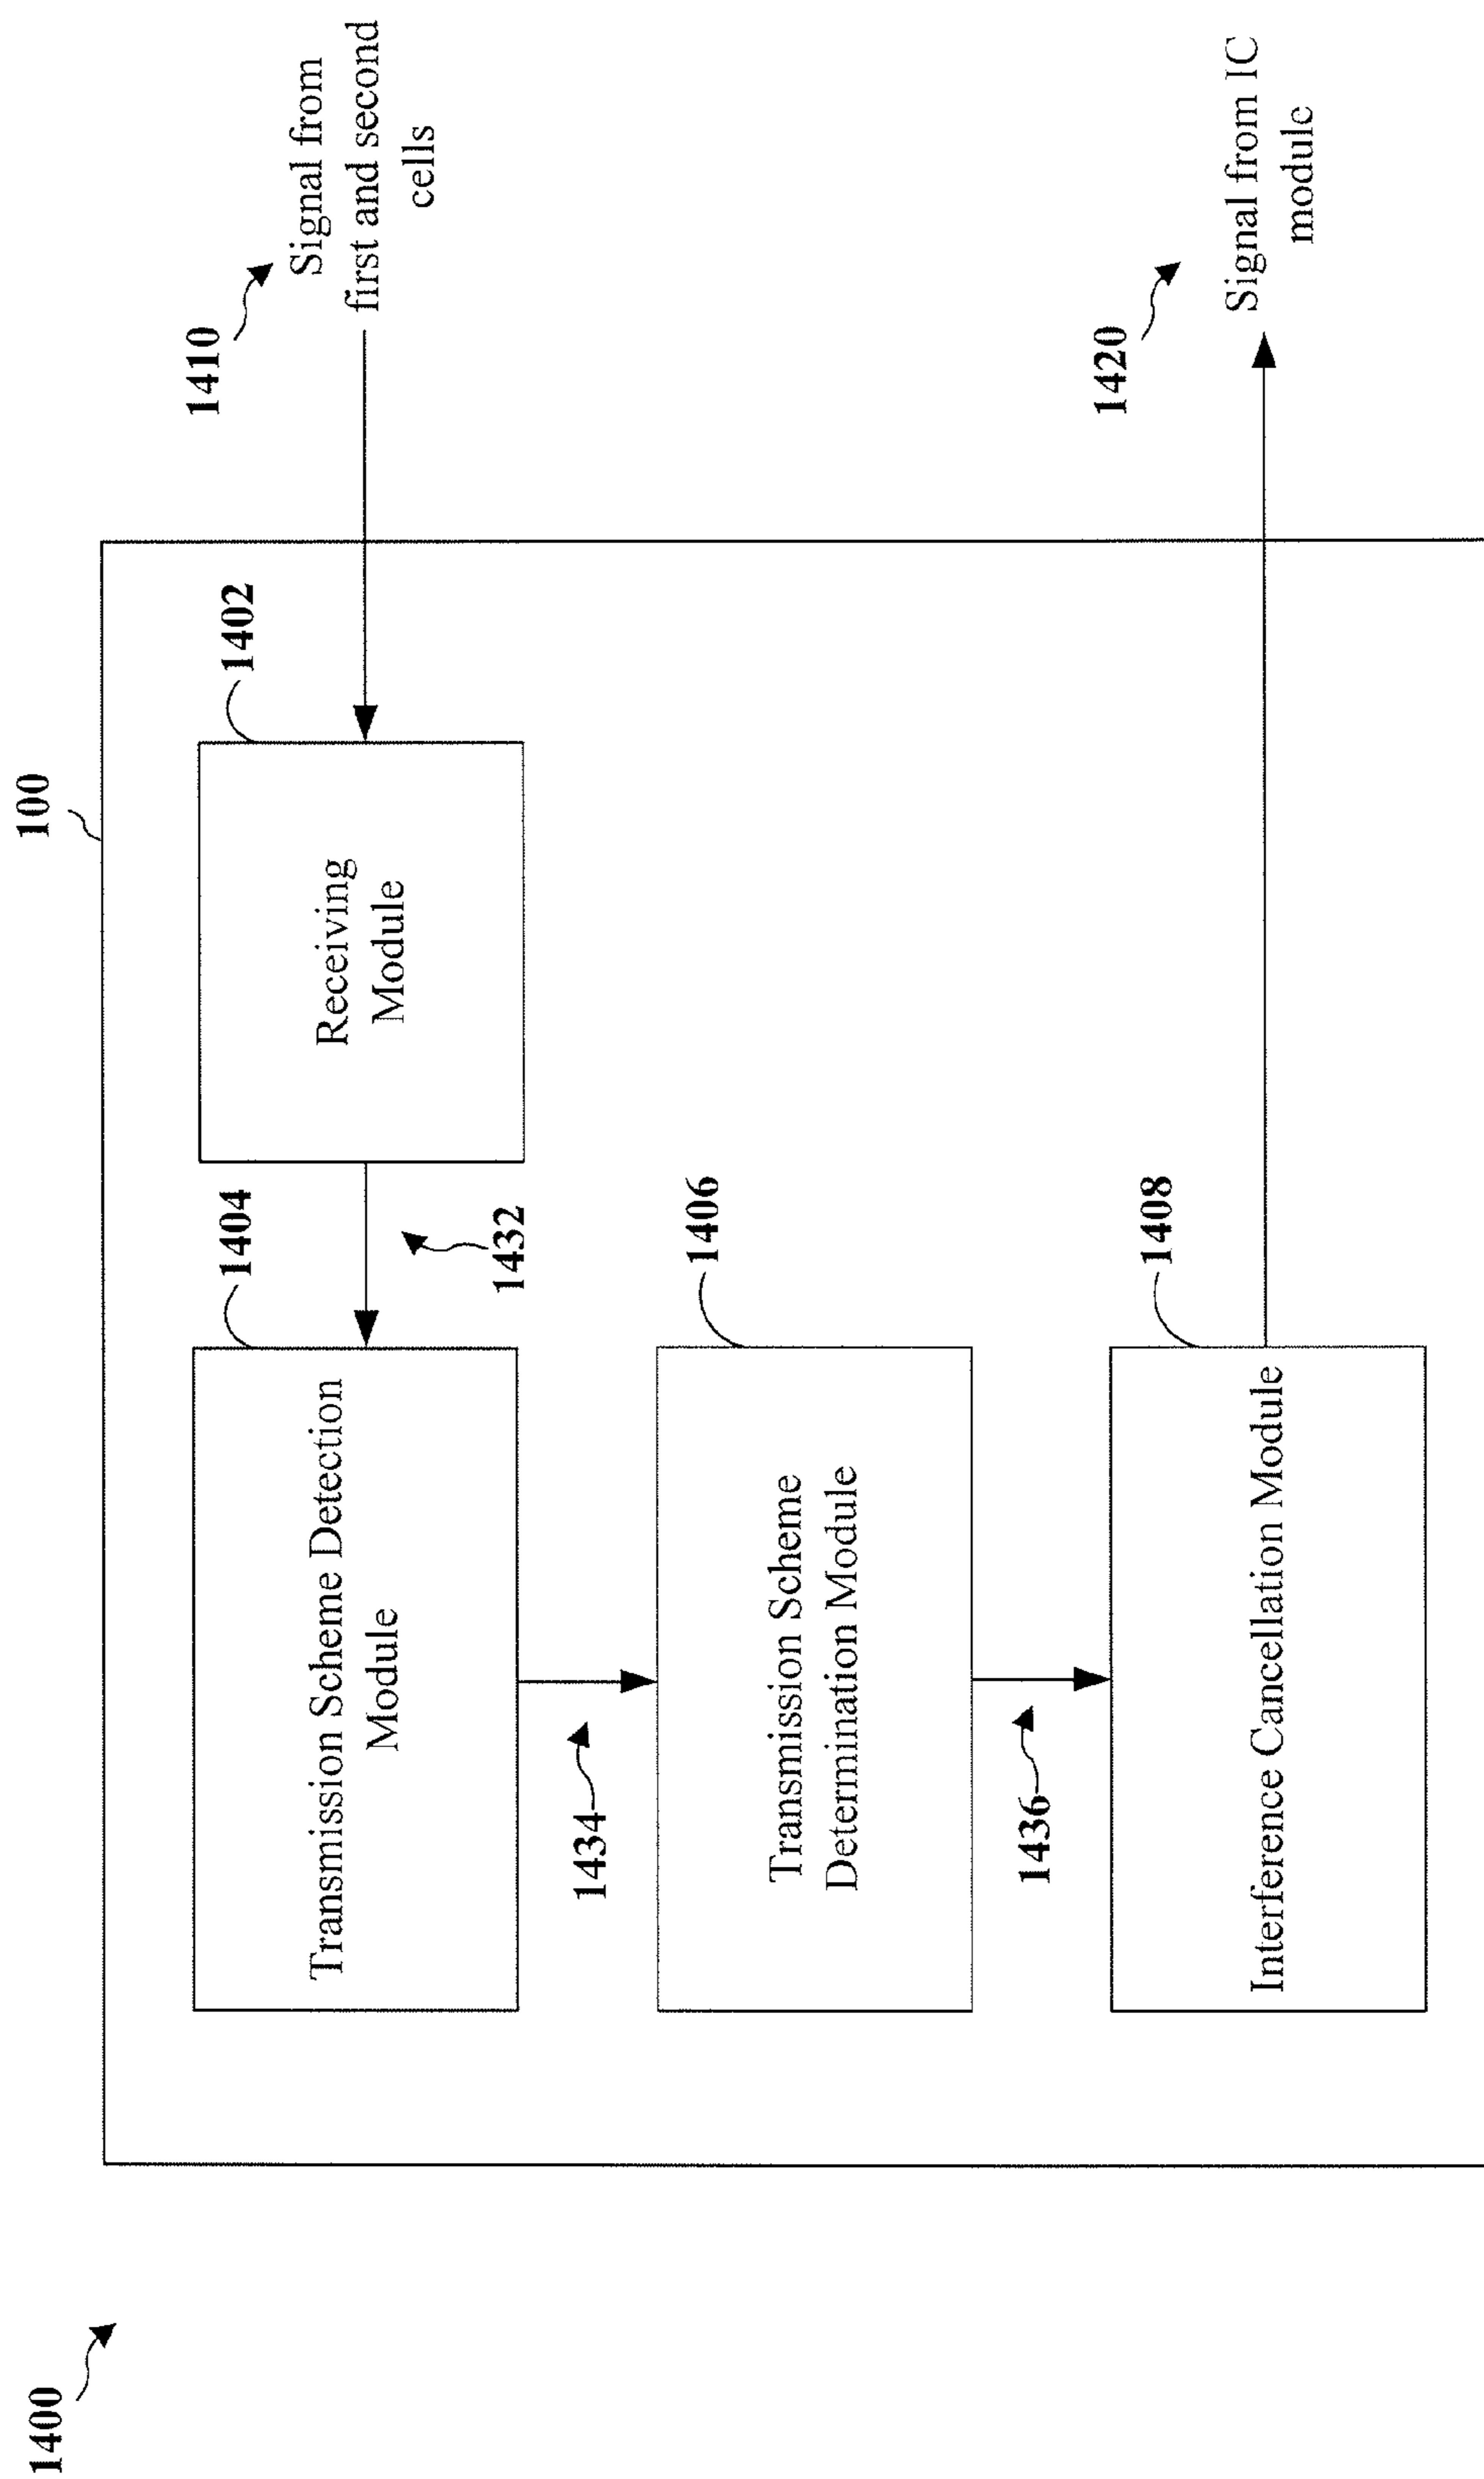 1400
100
1410
Signal from
first and second
cells
1402
Receiving
Module
1404
Transmission Scheme Detection
Module
1432
1434
1406
Transmission Scheme
Determination Module
1436
1408
Interference Cancellation Module
1420
Signal from IC
module